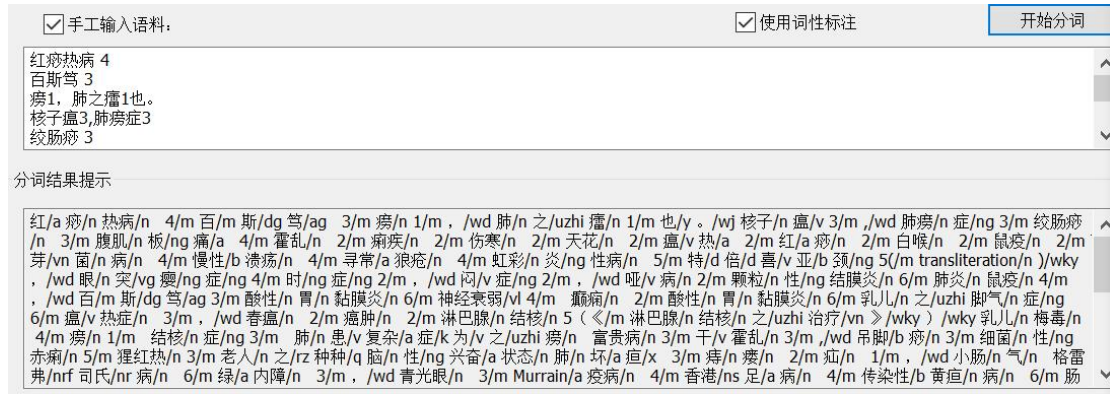 手工输入语料:
使用词性标注
开始分词
红痧热病 4
百斯笃 3
痨1，肺之癗1也。
核子瘟3,肺痨症3
绞肠痧 3
分词结果提示
红/a 痧/n 热病/n   4/m 百/m 斯/dg 笃/ag   3/m 痨/n 1/m ，/wd 肺/n 之/uzhi 癗/n 1/m 也/y 。/wj 核子/n 瘟/v 3/m ,/wd 肺痨/n 症/ng 3/m 绞肠痧
/n   3/m 腹肌/n 板/ng 痛/a   4/m 霍乱/n   2/m 痢疾/n   2/m 伤寒/n   2/m 天花/n   2/m 瘟/v 热/a   2/m 红/a 痧/n   2/m 白喉/n   2/m 鼠疫/n   2/m
芽/vn 菌/n 病/n   4/m 慢性/b 溃疡/n   4/m 寻常/a 狼疮/n   4/m 虹彩/n 炎/ng 性病/n   5/m 特/d 倍/d 喜/v 亚/b 颈/ng 5(/m transliteration/n )/wky
，/wd 眼/n 突/vg 瘿/ng 症/ng 4/m 时/ng 症/ng 2/m ，/wd 闷/v 症/ng 2/m ，/wd 哑/v 病/n 2/m 颗粒/n 性/ng 结膜炎/n 6/m 肺炎/n 鼠疫/n 4/m
，/wd 百/m 斯/dg 笃/ag 3/m 酸性/n 胃/n 黏膜炎/n 6/m 神经衰弱/vl 4/m   癫痫/n   2/m 酸性/n 胃/n 黏膜炎/n 6/m 乳儿/n 之/uzhi 脚气/n 症/ng
6/m 瘟/v 热症/n   3/m ，/wd 春瘟/n   2/m 癌肿/n   2/m 淋巴腺/n 结核/n 5（《/m 淋巴腺/n 结核/n 之/uzhi 治疗/vn 》/wky ）/wky 乳儿/n 梅毒/n
4/m 痨/n 1/m   结核/n 症/ng 3/m   肺/n 患/v 复杂/a 症/k 为/v 之/uzhi 痨/n   富贵病/n 3/m 干/v 霍乱/n 3/m ,/wd 吊脚/b 痧/n 3/m 细菌/n 性/ng
赤痢/n 5/m 猩红热/n 3/m 老人/n 之/rz 种种/q 脑/n 性/ng 兴奋/a 状态/n 肺/n 坏/a 疸/x   3/m 痔/n 瘘/n   2/m 疝/n   1/m ，/wd 小肠/n 气/n   格雷
弗/nrf 司氏/nr 病/n   6/m 绿/a 内障/n   3/m ，/wd 青光眼/n   3/m Murrain/a 疫病/n   4/m 香港/ns 足/a 病/n   4/m 传染性/b 黄疸/n 病/n   6/m 肠